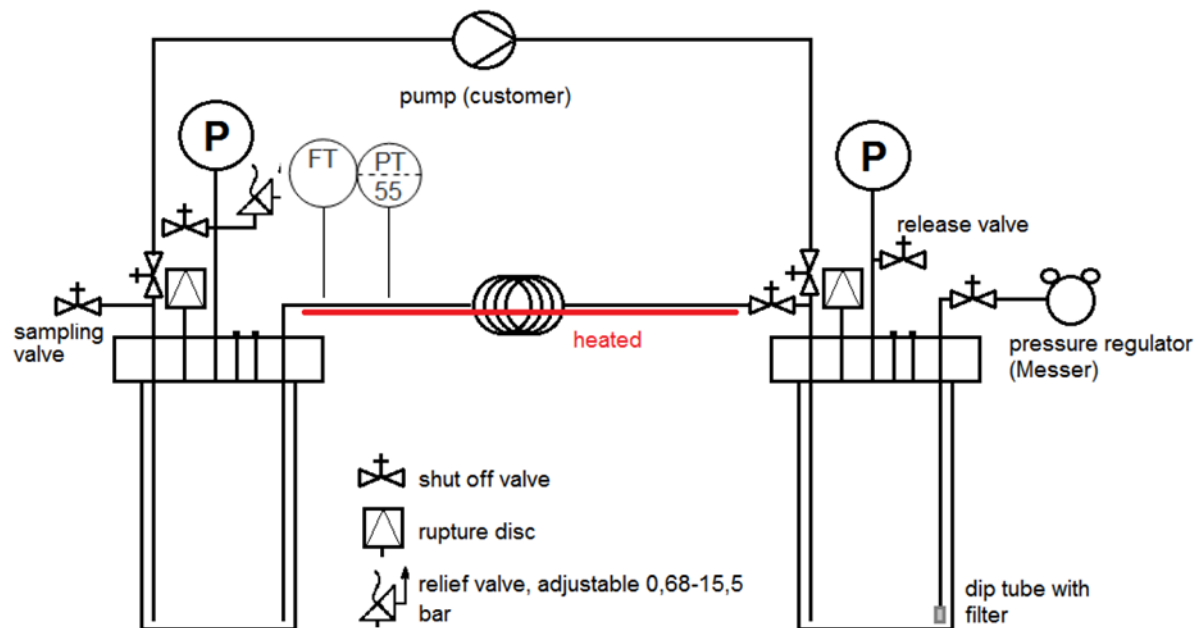 pump (customer)
P
FT
PT
55
P
release valve
sampling
valve
heated
pressure regulator
(Messer)
shut off valve
rupture disc
relief valve, adjustable 0,68-15,5
bar
dip tube with
filter